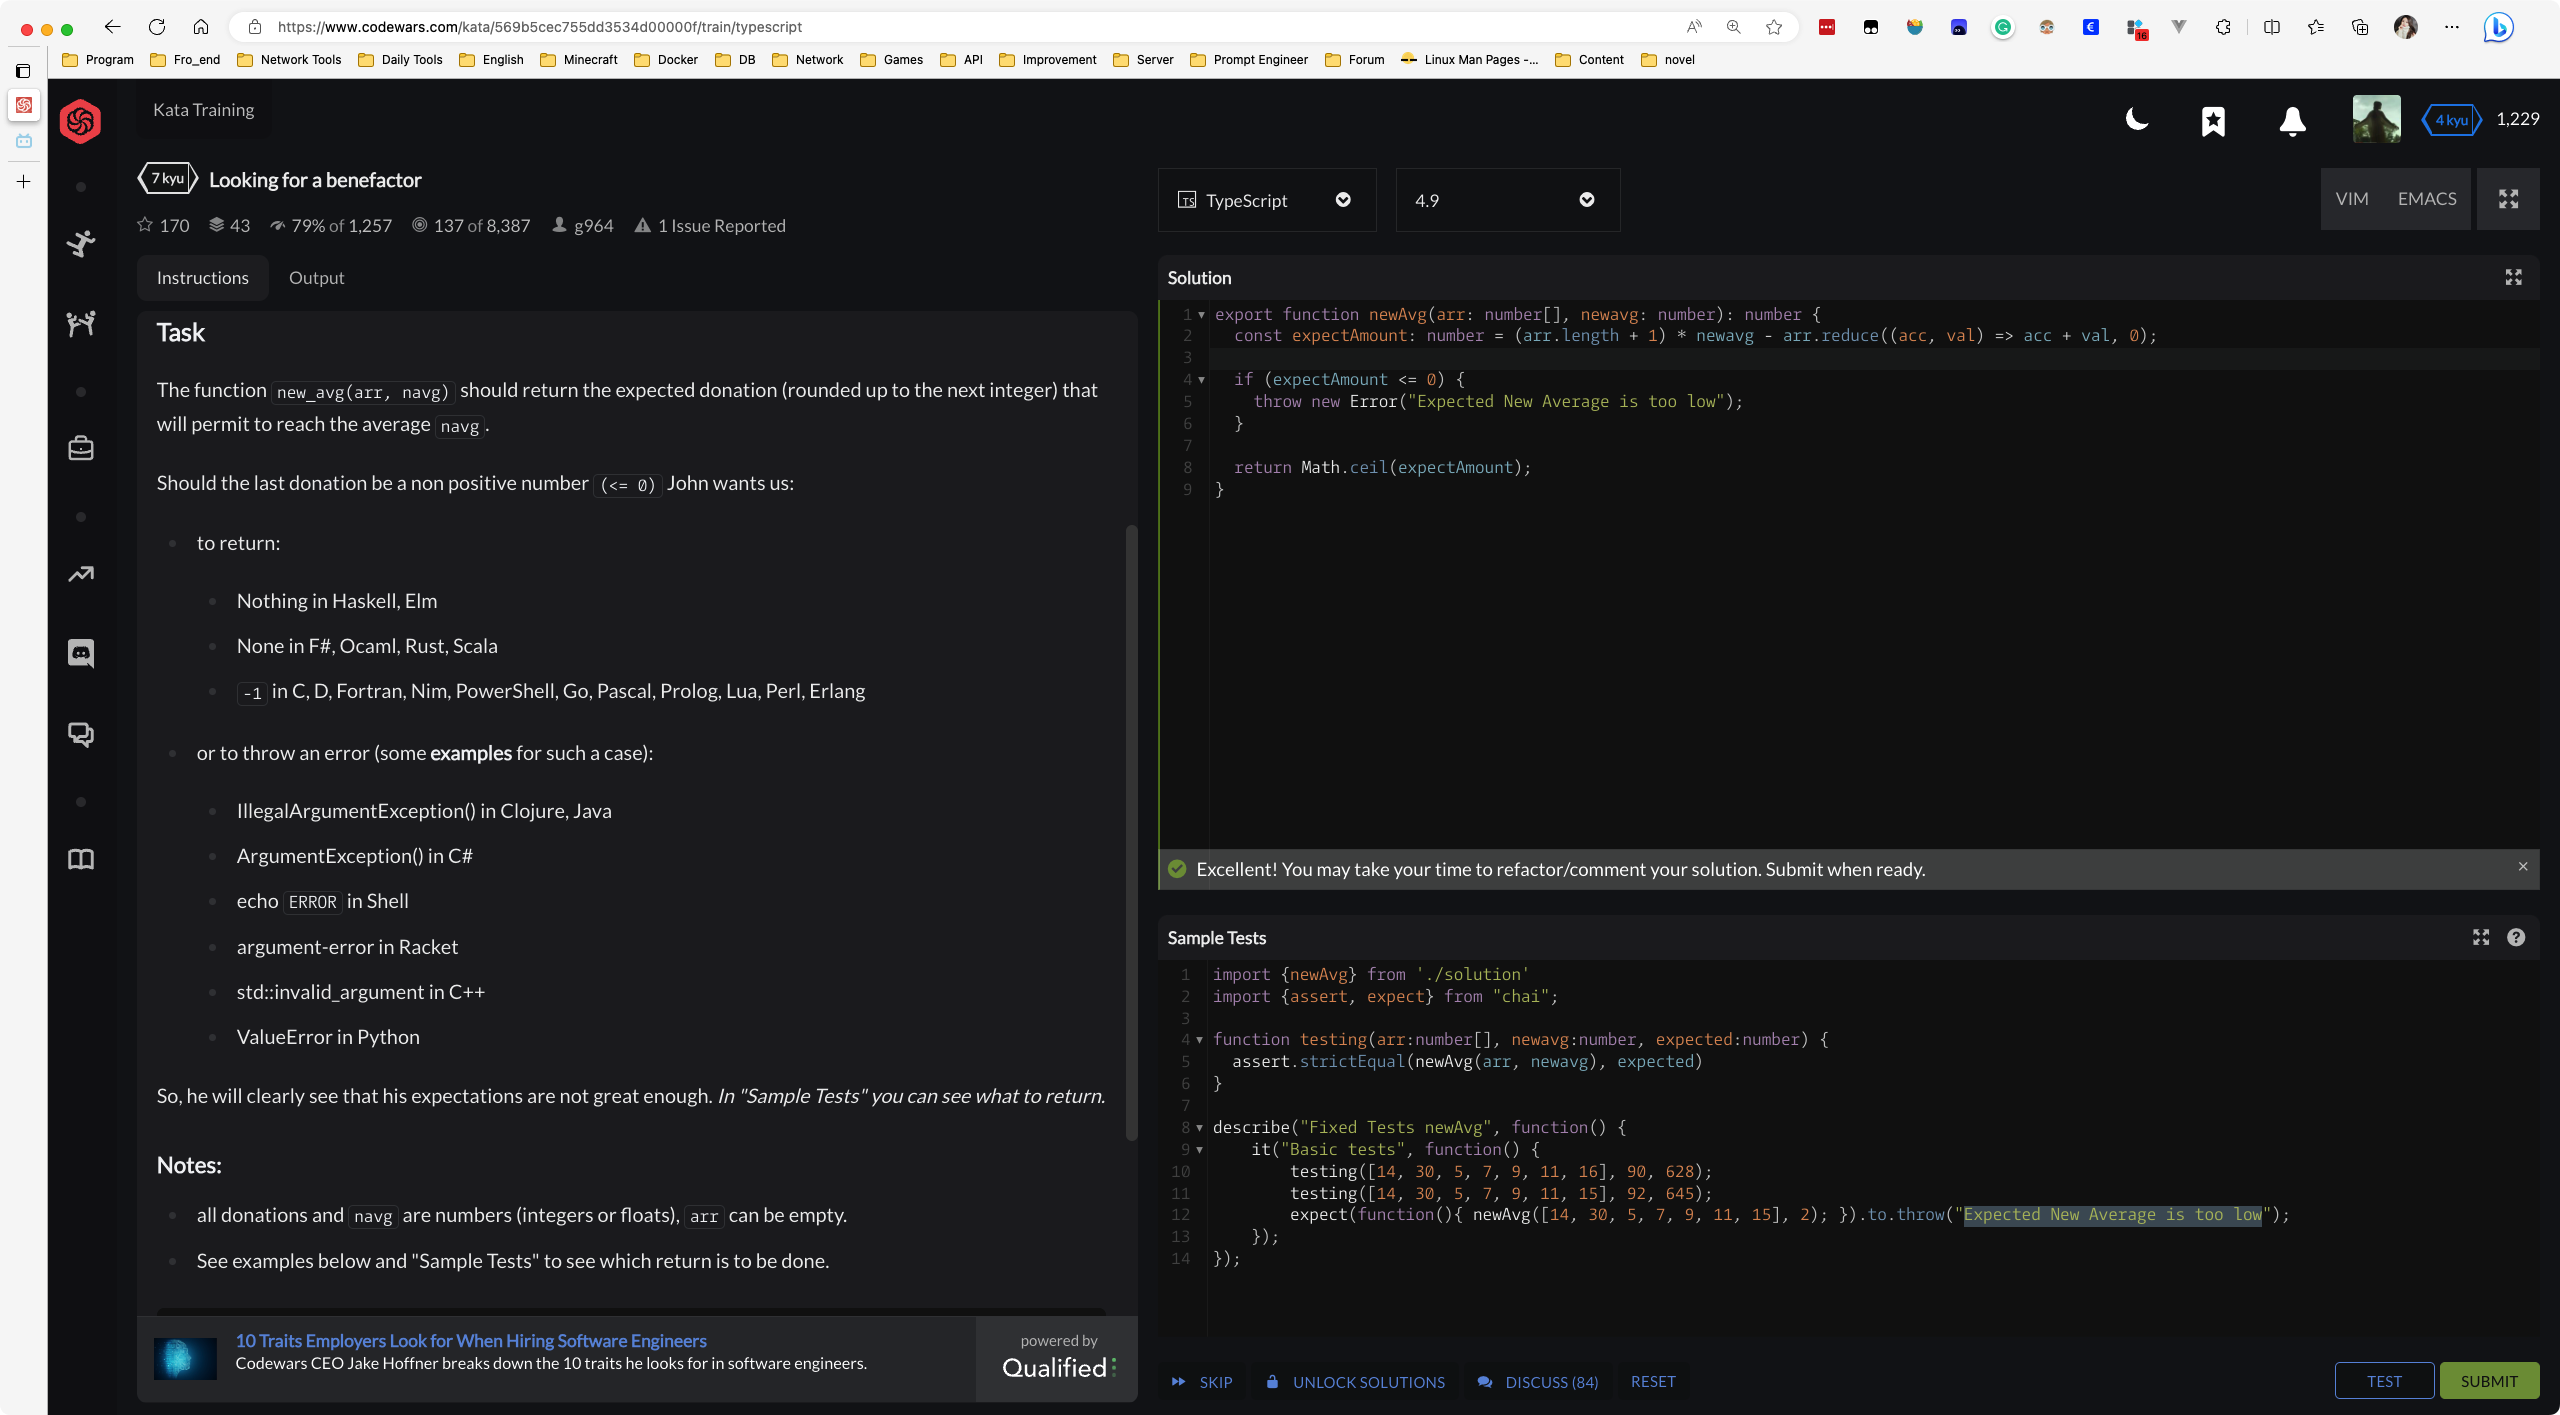 https://www.codewars.com/kata/569b5cec755dd3534d00000f/train/typescript
16
Program Fro_end Network Tools Daily Tools English Minecraft Docker DB Network Games API Improvement Server Prompt Engineer Forum Linux Man Pages -... Content novel
Kata Training
4 kyu 1,229
7 kyu Looking for a benefactor
170 43 79% of 1,257 137 of 8,387 g964 1 Issue Reported
Instructions Output
Task
The function new_avg(arr, navg) should return the expected donation (rounded up to the next integer) that
will permit to reach the average navg .
Should the last donation be a non positive number (<= 0) John wants us:
to return:
Nothing in Haskell, Elm
None in F#, Ocaml, Rust, Scala
-1 in C, D, Fortran, Nim, PowerShell, Go, Pascal, Prolog, Lua, Perl, Erlang
or to throw an error (some examples for such a case):
IllegalArgumentException() in Clojure, Java
ArgumentException() in C#
echo ERROR in Shell
argument-error in Racket
std::invalid_argument in C++
ValueError in Python
So, he will clearly see that his expectations are not great enough. In "Sample Tests" you can see what to return.
Notes:
all donations and navg are numbers (integers or floats), arr can be empty.
See examples below and "Sample Tests" to see which return is to be done.
10 Traits Employers Look for When Hiring Software Engineers
Codewars CEO Jake Hoffner breaks down the 10 traits he looks for in software engineers.
powered by
Qualified
TS TypeScript 4.9 VIM EMACS
Solution
1 export function newAvg(arr: number[], newavg: number): number {
2 const expectAmount: number = (arr.length + 1) * newavg - arr.reduce((acc, val) => acc + val, 0);
3
4 if (expectAmount <= 0) {
5 throw new Error("Expected New Average is too low");
6 }
7
8 return Math.ceil(expectAmount);
9 }
Excellent! You may take your time to refactor/comment your solution. Submit when ready.
Sample Tests
1 import {newAvg} from './solution'
2 import {assert, expect} from "chai";
3
4 function testing(arr:number[], newavg:number, expected:number) {
5 assert.strictEqual(newAvg(arr, newavg), expected)
6 }
7
8 describe("Fixed Tests newAvg", function() {
9 it("Basic tests", function() {
10 testing([14, 30, 5, 7, 9, 11, 16], 90, 628);
11 testing([14, 30, 5, 7, 9, 11, 15], 92, 645);
12 expect(function(){ newAvg([14, 30, 5, 7, 9, 11, 15], 2); }).to.throw("Expected New Average is too low");
13 });
14 });
SKIP UNLOCK SOLUTIONS DISCUSS (84) RESET TEST SUBMIT